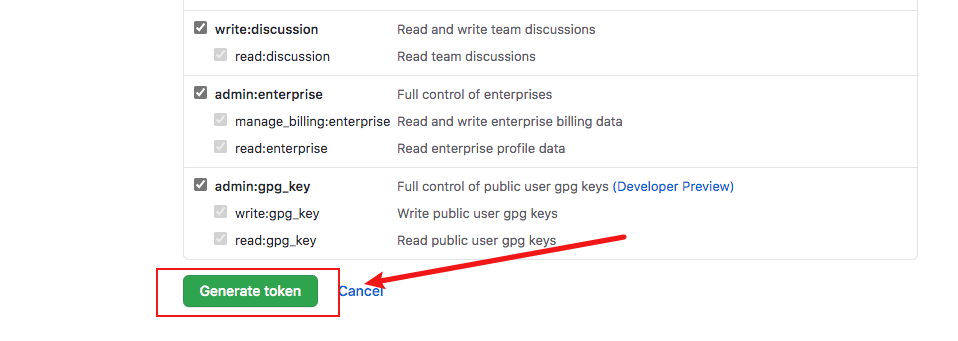 write:discussion Read and write team discussions
read:discussion Read team discussions
admin:enterprise Full control of enterprises
manage_billing:enterprise Read and write enterprise billing data
read:enterprise Read enterprise profile data
admin:gpg_key Full control of public user gpg keys (Developer Preview)
write:gpg_key Write public user gpg keys
read:gpg_key Read public user gpg keys
Generate token Cancel